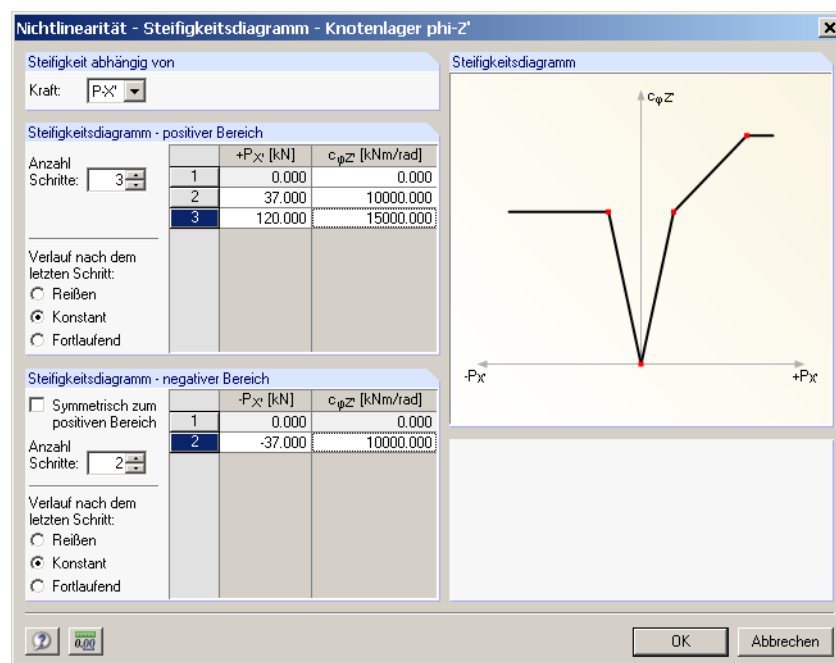 Nichtlinearität - Steifigkeitsdiagramm - Knotenlager phi-Z'
Steifigkeit abhängig von
Kraft: P-X'
Steifigkeitsdiagramm - positiver Bereich
Anzahl
Schritte: 3
+PX' [kN] cφZ' [kNm/rad]
1 0.000 0.000
2 37.000 10000.000
3 120.000 15000.000
Verlauf nach dem
letzten Schritt:
Reißen
Konstant
Fortlaufend
Steifigkeitsdiagramm - negativer Bereich
Symmetrisch zum
positiven Bereich
Anzahl
Schritte: 2
-PX' [kN] cφZ' [kNm/rad]
1 0.000 0.000
2 -37.000 10000.000
Verlauf nach dem
letzten Schritt:
Reißen
Konstant
Fortlaufend
Steifigkeitsdiagramm
cφZ'
-PX' +PX'
0.00
OK Abbrechen